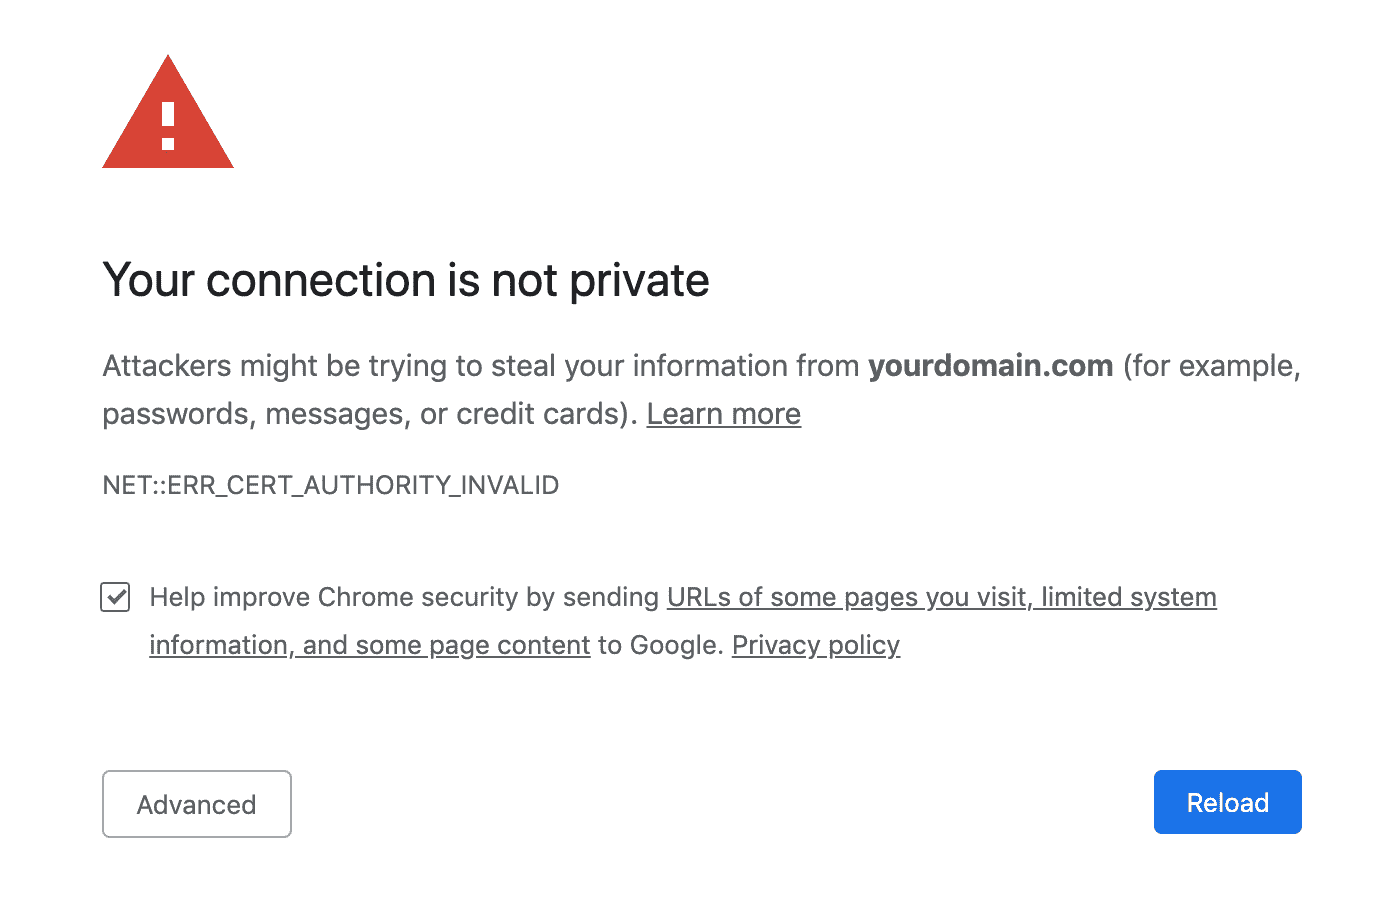 Your connection is not private
Attackers might be trying to steal your information from yourdomain.com (for example,
passwords, messages, or credit cards). Learn more
NET::ERR_CERT_AUTHORITY_INVALID
Help improve Chrome security by sending URLs of some pages you visit, limited system
information, and some page content to Google. Privacy policy
Advanced
Reload